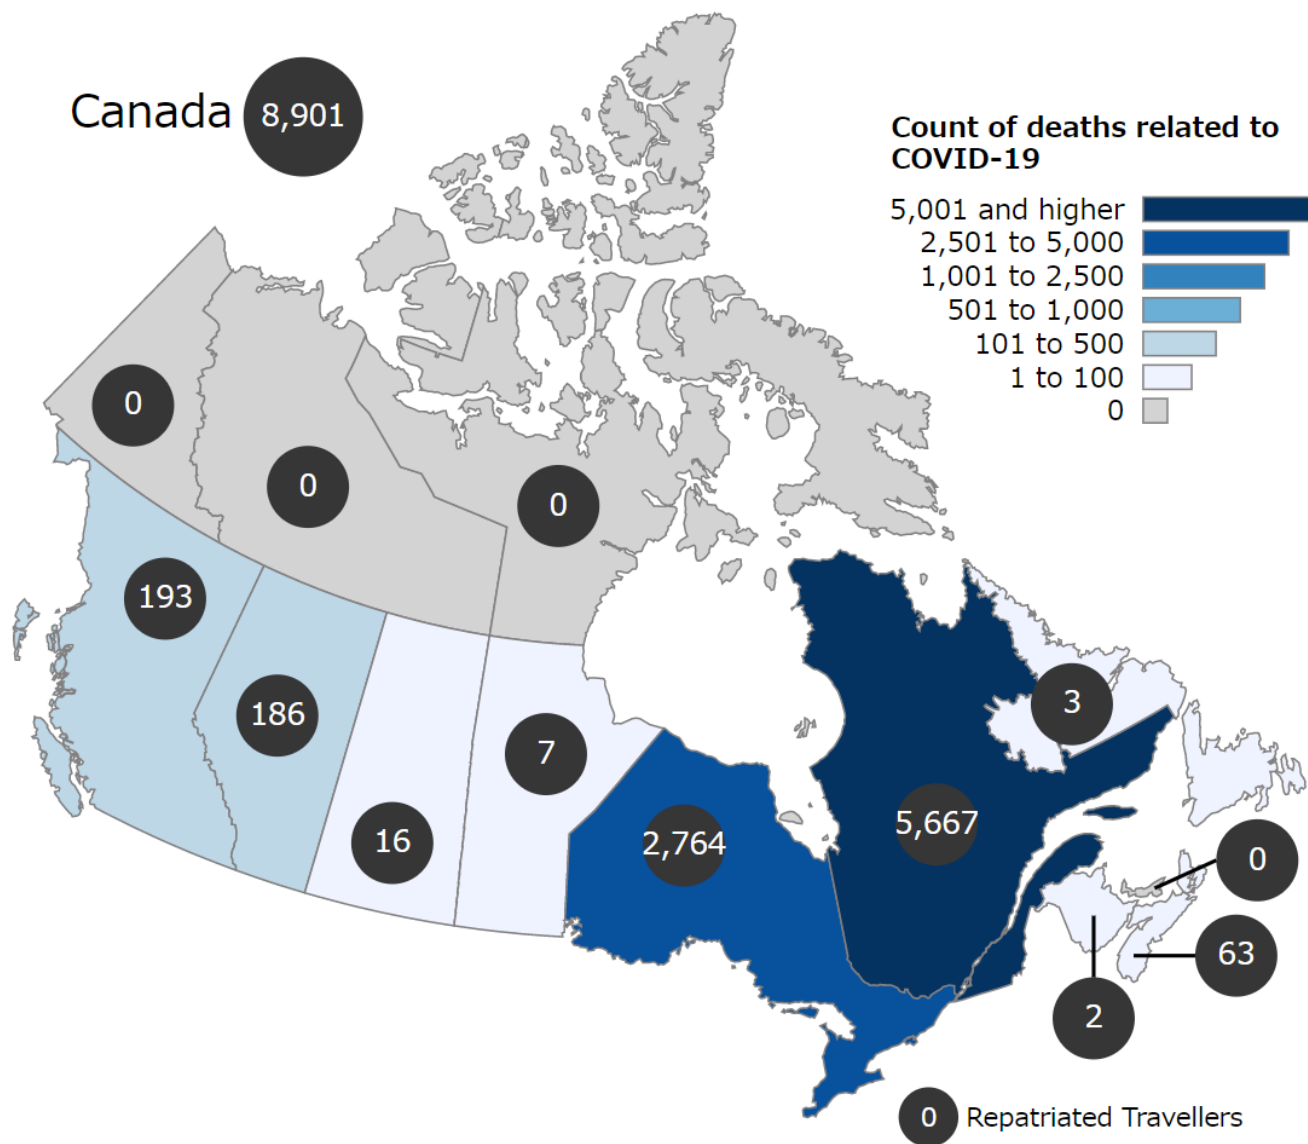 Canada 8,901
Count of deaths related to
COVID-19
5,001 and higher
2,501 to 5,000
1,001 to 2,500
501 to 1,000
101 to 500
1 to 100
0
0
0
0
193
186
16
7
2,764
5,667
3
0
63
2
0 Repatriated Travellers